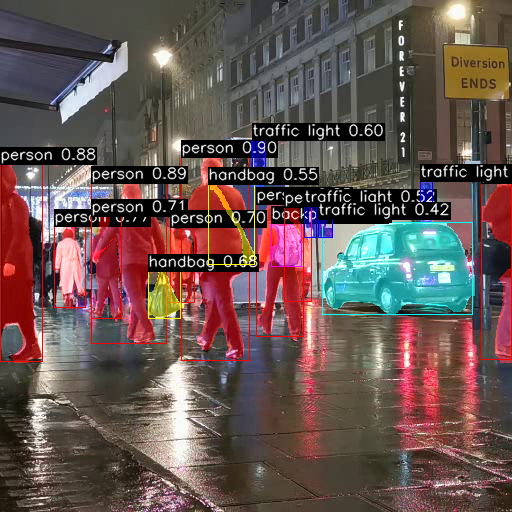 traffic light 0.60
person 0.90
person 0.88
person 0.89
handbag 0.55
traffic light
traffic light 0.52
person 0.71
traffic light 0.42
person 0.70
backp
handbag 0.68
FOREVER 21
Diversion
ENDS